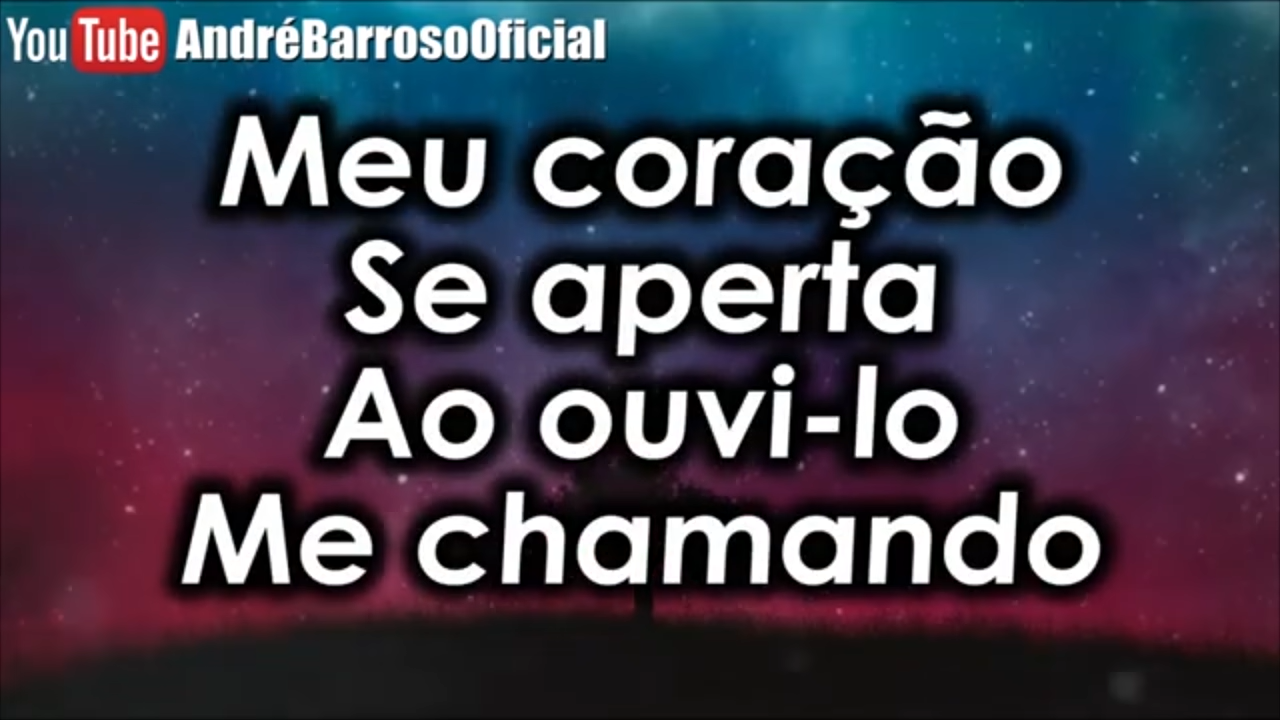 YouTube AndréBarrosoOficial
Meu coração
Se aperta
Ao ouvi-lo
Me chamando